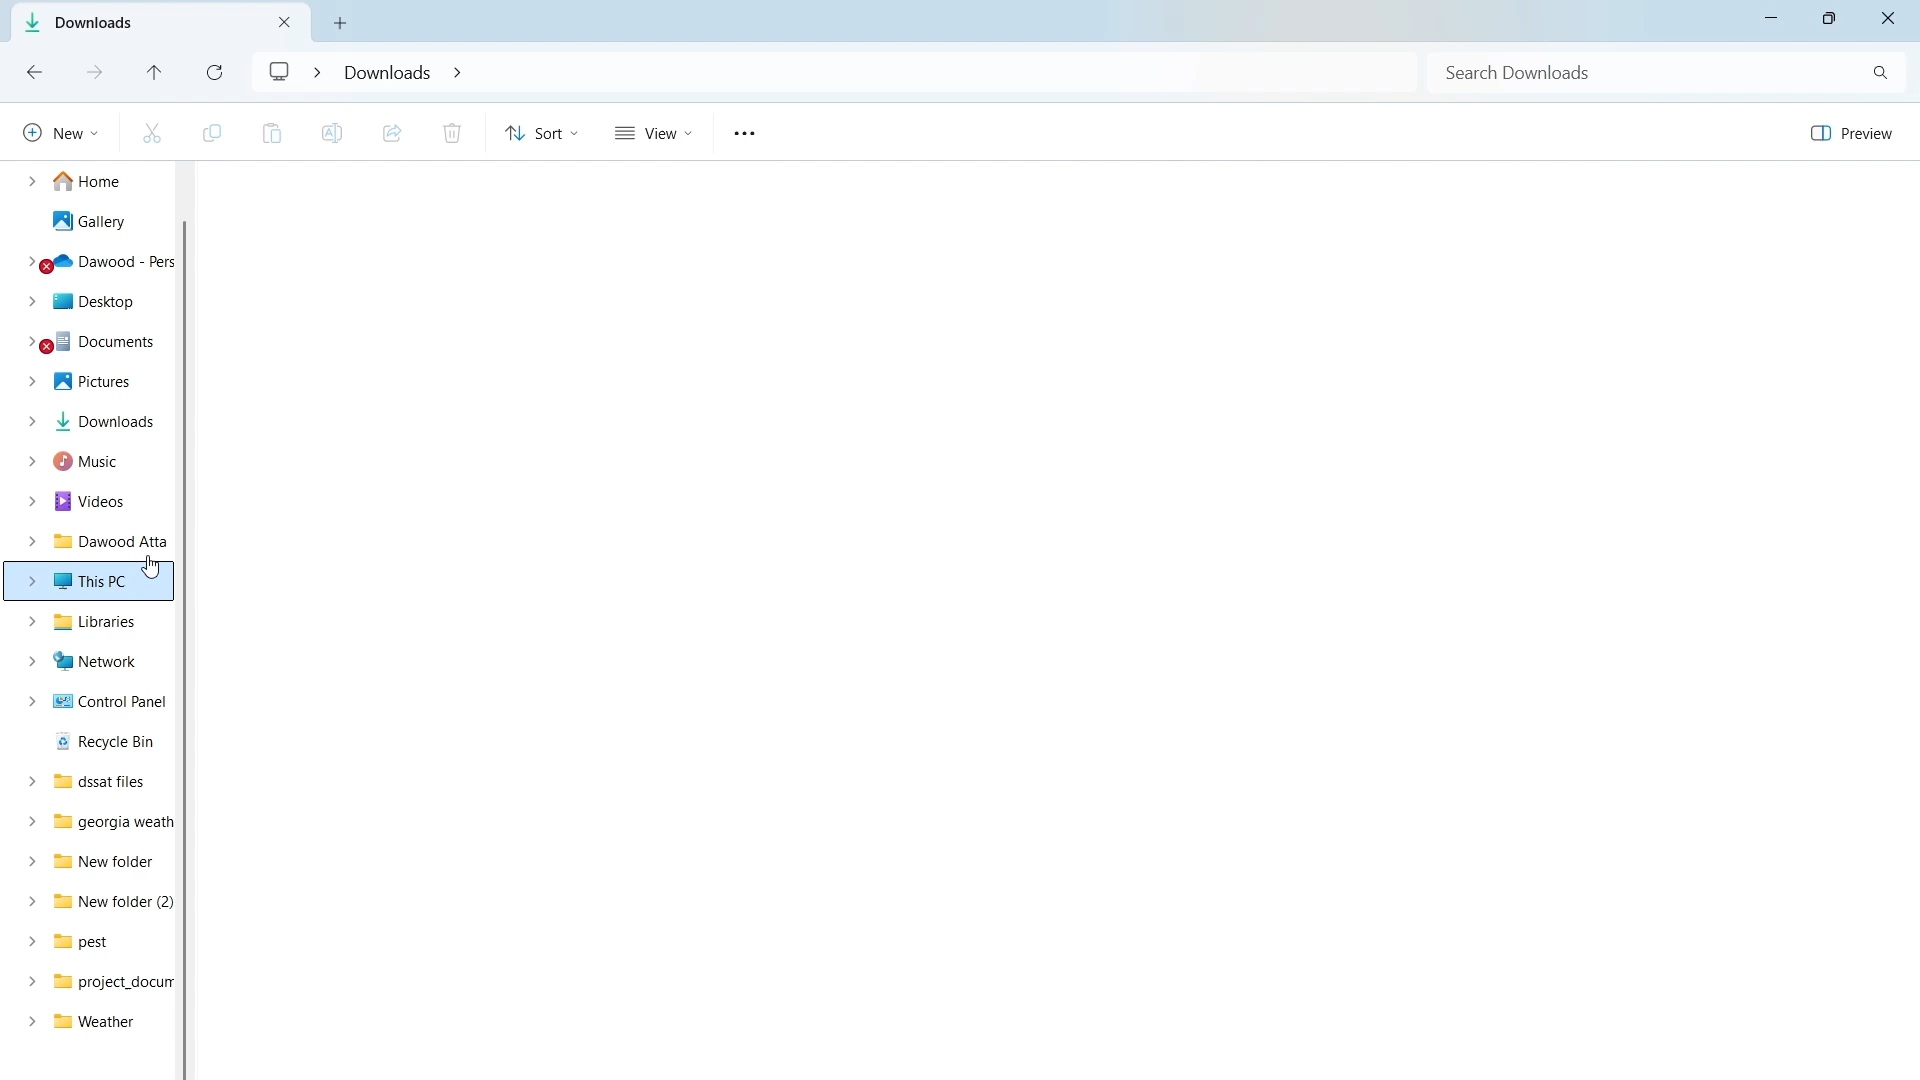 Downloads
Downloads
Search Downloads
New
Sort
View
Preview
Home
Gallery
Dawood - Pers
Desktop
Documents
Pictures
Downloads
Music
Videos
Dawood Atta
This PC
Libraries
Network
Control Panel
Recycle Bin
dssat files
georgia weath
New folder
New folder (2)
pest
project_docum
Weather